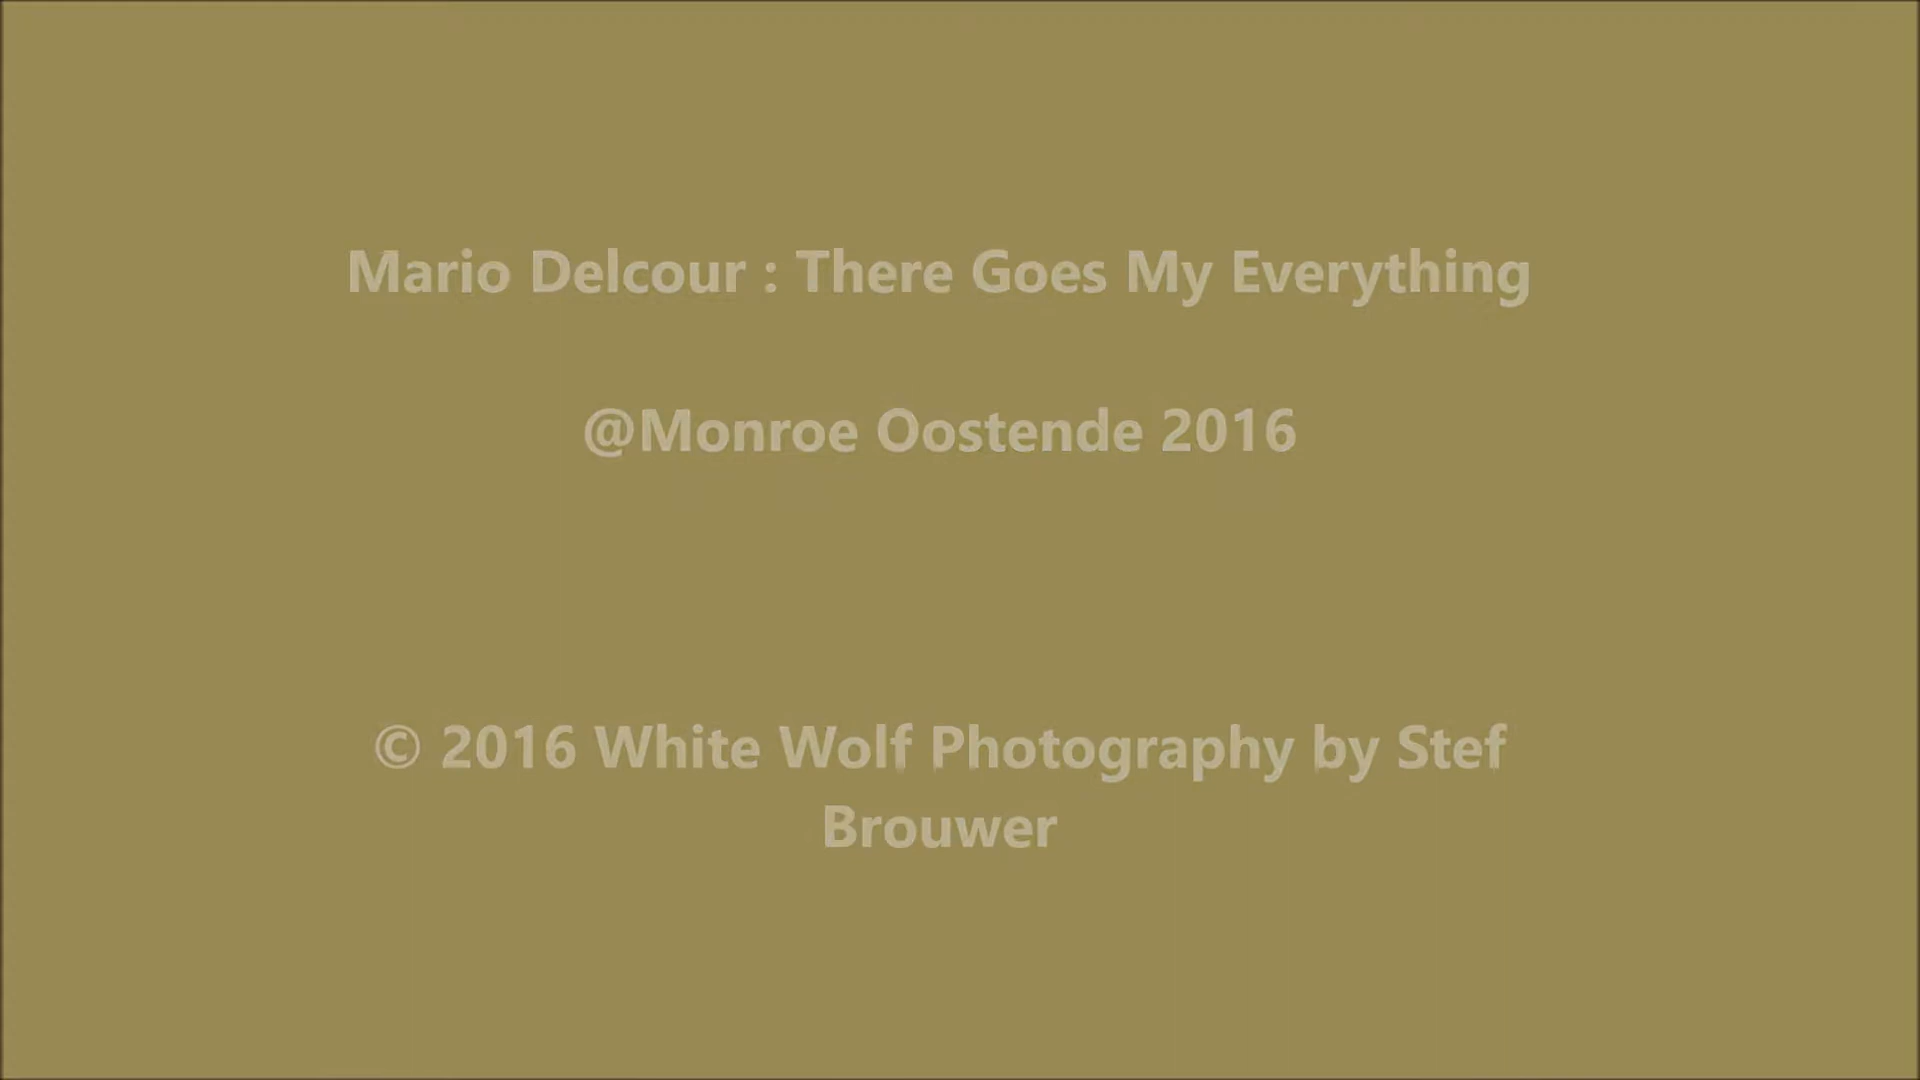 Mario Delcour : There Goes My Everything
@Monroe Oostende 2016
© 2016 White Wolf Photography by Stef
Brouwer